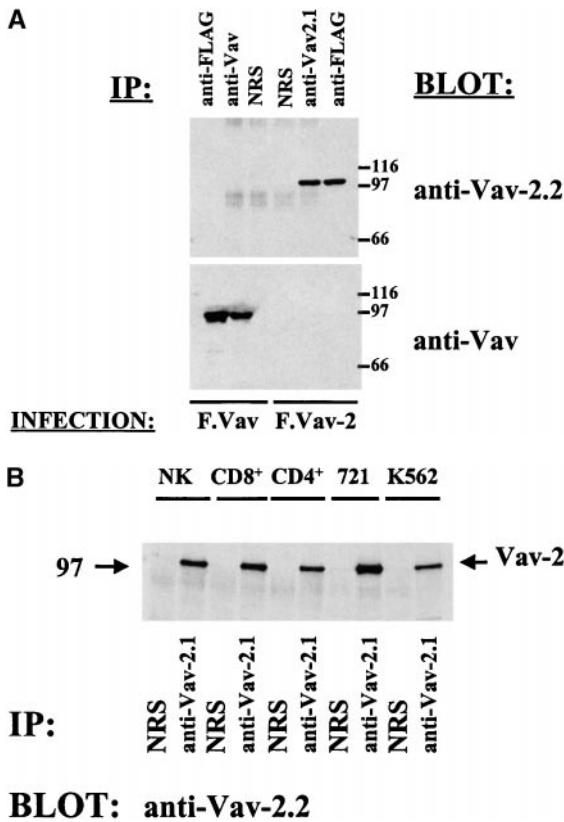 A
IP: anti-FLAG anti-Vav NRS NRS anti-Vav2.1 anti-FLAG BLOT:
116
97
anti-Vav-2.2
66
116
97
anti-Vav
66
INFECTION: F.Vav F.Vav-2
B
NK CD8+ CD4+ 721 K562
97 Vav-2
IP: NRS anti-Vav-2.1 NRS anti-Vav-2.1 NRS anti-Vav-2.1 NRS anti-Vav-2.1 NRS anti-Vav-2.1
BLOT: anti-Vav-2.2